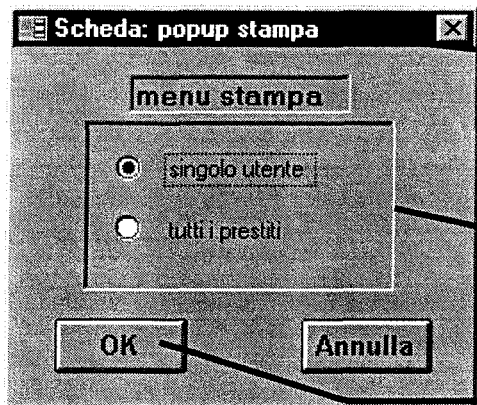 Scheda: popup stampa
menu stampa
singolo utente
tutti i prestiti
OK
Annulla